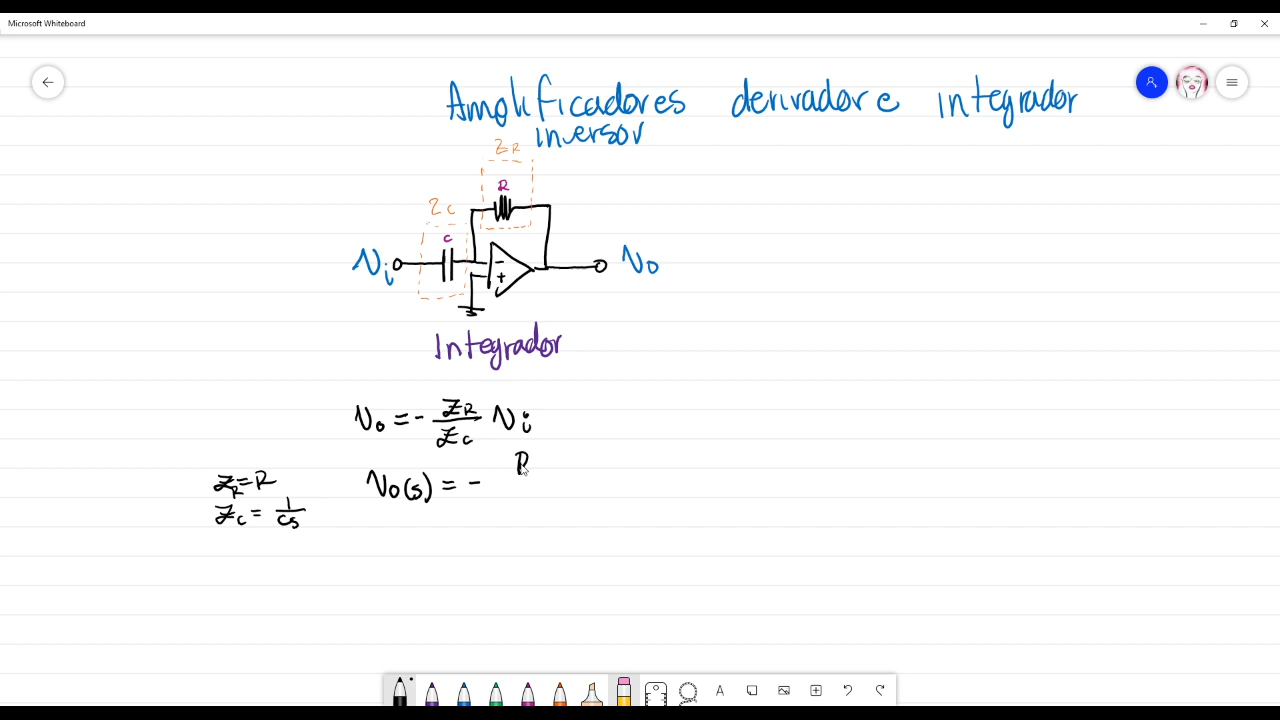 Microsoft Whiteboard
Amplificadores derivador e integrador
inversor
ZR
R
Zc
C
Vi
Vo
-
+
Integrador
Vo = - ZR/Zc Vi
ZR = R
Vo(s) = - R
Zc = 1/Cs
A